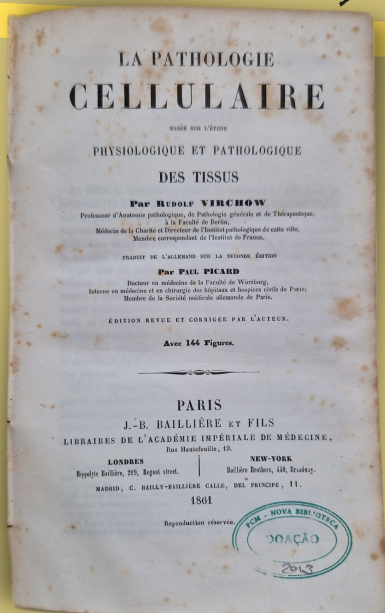 LA PATHOLOGIE
CELLULAIRE
BASÉE SUR L'ÉTUDE
PHYSIOLOGIQUE ET PATHOLOGIQUE
DES TISSUS
Par RUDOLF VIRCHOW
Professeur d'Anatomie pathologique, de Pathologie générale et de Thérapeutique,
à la Faculté de Berlin,
Médecin de la Charité et Directeur de l'Institut pathologique de cette ville,
Membre correspondant de l'Institut de France.
TRADUIT DE L'ALLEMAND SUR LA SECONDE ÉDITION
Par PAUL PICARD
Docteur en médecine de la Faculté de Würzburg,
Interne en médecine et en chirurgie des hôpitaux et hospices civils de Paris,
Membre de la Société médicale allemande de Paris.
ÉDITION REVUE ET CORRIGÉE PAR L'AUTEUR.
Avec 144 Figures.
PARIS
J.-B. BAILLIÈRE ET FILS
LIBRAIRES DE L'ACADÉMIE IMPÉRIALE DE MÉDECINE,
Rue Hautefeuille, 19.
LONDRES
Hippolyte Baillière, 219, Regent street.
NEW-YORK
Baillière Brothers, 440, Broadway.
MADRID, C. BAILLY-BAILLIÈRE CALLE, DEL PRINCIPE, 11.
1861
Reproduction réservée.
FCM - NOVA BIBLIOTECA
DOAÇÃO
2013